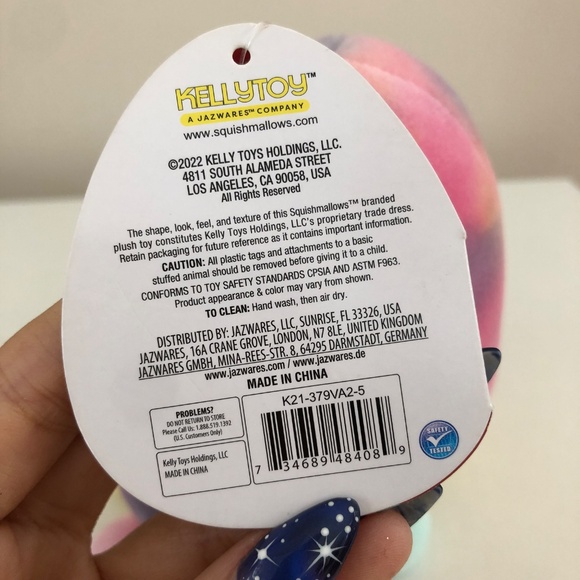 KELLYTOY™
A JAZWARES™ COMPANY
www.squishmallows.com
©2022 KELLY TOYS HOLDINGS, LLC.
4811 SOUTH ALAMEDA STREET
LOS ANGELES, CA 90058, USA
All Rights Reserved
The shape, look, feel, and texture of this Squishmallows™ branded
plush toy constitutes Kelly Toys Holdings, LLC's proprietary trade dress.
Retain packaging for future reference as it contains important information.
CAUTION: All plastic tags and attachments to a basic
stuffed animal should be removed before giving it to a child.
CONFORMS TO TOY SAFETY STANDARDS CPSIA AND ASTM F963.
Product appearance & color may vary from shown.
TO CLEAN: Hand wash, then air dry.
DISTRIBUTED BY: JAZWARES, LLC, SUNRISE, FL 33326, USA
JAZWARES, 16A CRANE GROVE, LONDON, N7 8LE, UNITED KINGDOM
JAZWARES GMBH, MINA-REES-STR. 8, 64295 DARMSTADT, GERMANY
www.jazwares.com/www.jazwares.de
MADE IN CHINA
PROBLEMS?
DO NOT RETURN TO STORE
Please Call Us: 1.888.519.1392
(U.S. Customers Only)
Kelly Toys Holdings, LLC
MADE IN CHINA
K21-379VA2-5
7 34689 48408 9
SAFETY
TESTED